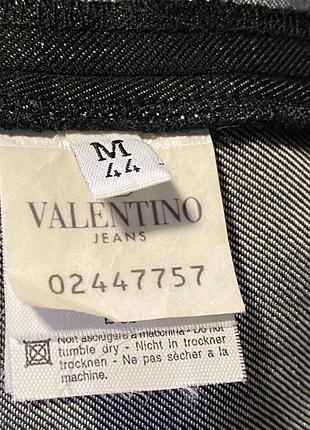 M
44
VALENTINO
JEANS
02447757
Non asciugare a macchina - Do not
tumble dry - Nicht in trockner
trocknen - Ne pas sécher à la
machine.